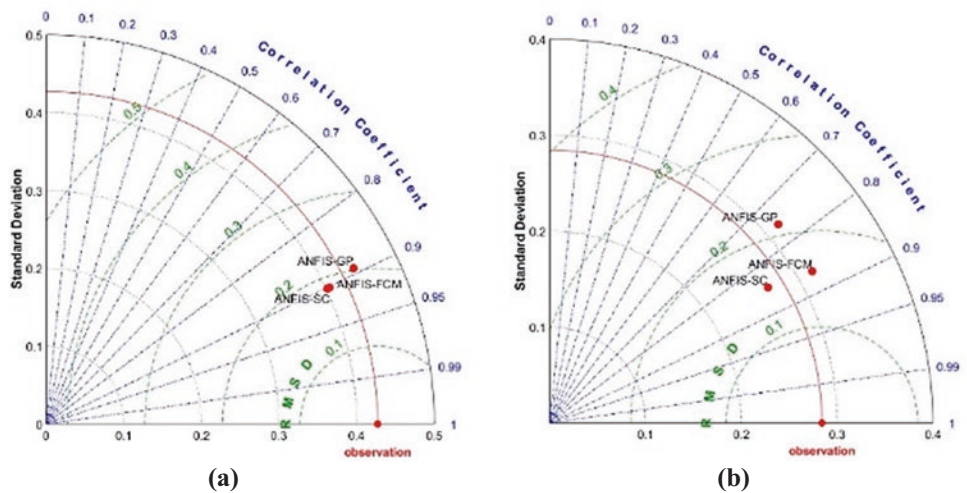 0 0.1 0.2 0.3 0.4 0.5 0.6 0.7 0.8 0.9 0.95 0.99 1
Correlation Coefficient
Standard Deviation
0.5
0.4
0.3
0.2
0.1
0
0 0.1 0.2 0.3 0.4 0.5
0.5
0.4
0.3
0.2
0.1
RMSD
ANFIS-GP
ANFIS-FCM
ANFIS-SC
observation
(a)
0 0.1 0.2 0.3 0.4 0.5 0.6 0.7 0.8 0.9 0.95 0.99 1
Correlation Coefficient
Standard Deviation
0.4
0.3
0.2
0.1
0
0.1 0.2 0.3 0.4
0.4
0.3
0.2
0.1
RMSD
ANFIS-GP
ANFIS-FCM
ANFIS-SC
observation
(b)